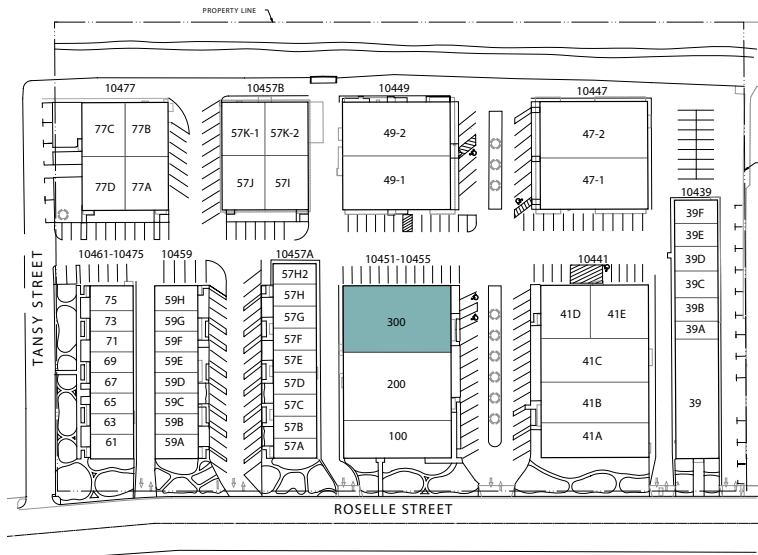 PROPERTY LINE
10477
10457B
10449
10447
77C
77B
57K-1
57K-2
49-2
47-2
77D
77A
57J
57I
49-1
47-1
10439
39F
39E
39D
39C
39B
39A
39
TANSY STREET
10461-10475
10459
10457A
10451-10455
10441
75
73
71
69
67
65
63
61
59H
59G
59F
59E
59D
59C
59B
59A
57H2
57H
57G
57F
57E
57D
57C
57B
57A
300
200
100
41D
41E
41C
41B
41A
ROSELLE STREET